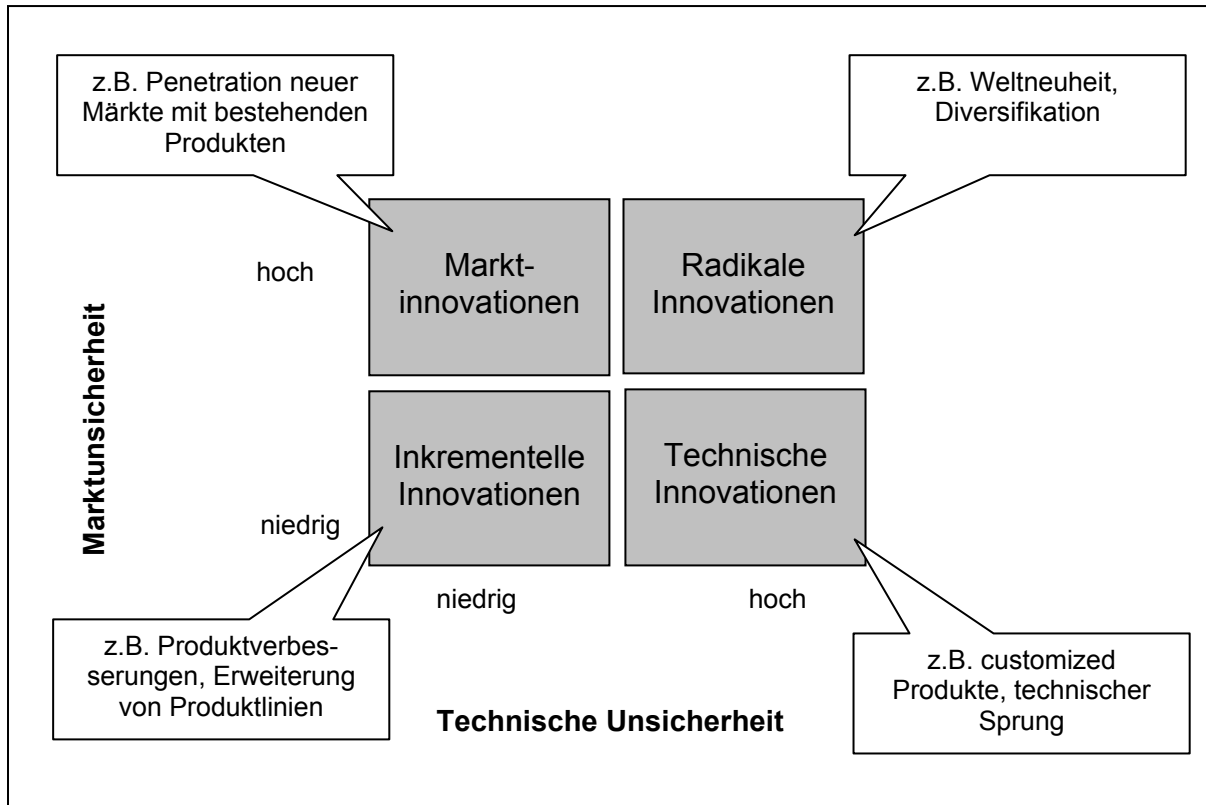 z.B. Penetration neuer
Märkte mit bestehenden
Produkten
z.B. Weltneuheit,
Diversifikation
hoch
Markt-
innovationen
Radikale
Innovationen
Marktunsicherheit
Inkrementelle
Innovationen
Technische
Innovationen
niedrig
niedrig
hoch
z.B. Produktverbes-
serungen, Erweiterung
von Produktlinien
z.B. customized
Produkte, technischer
Sprung
Technische Unsicherheit